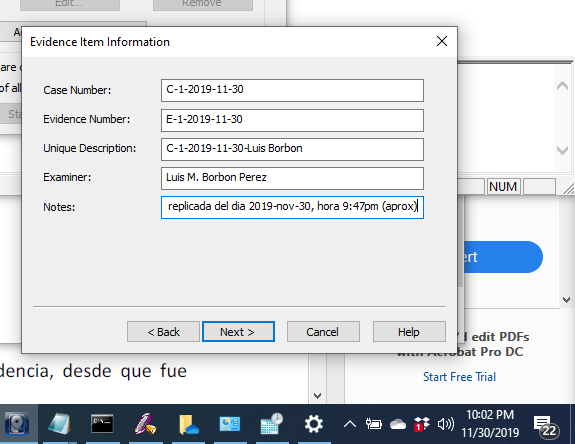 Edit...
Remove
Evidence Item Information
are
of all
Case Number:
C-1-2019-11-30
Evidence Number:
E-1-2019-11-30
Unique Description:
C-1-2019-11-30-Luis Borbon
Examiner:
Luis M. Borbon Perez
Notes:
replicada del dia 2019-nov-30, hora 9:47pm (aprox)
NUM
< Back
Next >
Cancel
Help
edit PDFs
with Acrobat Pro DC
Start Free Trial
dencia, desde que fue
10:02 PM
11/30/2019
22